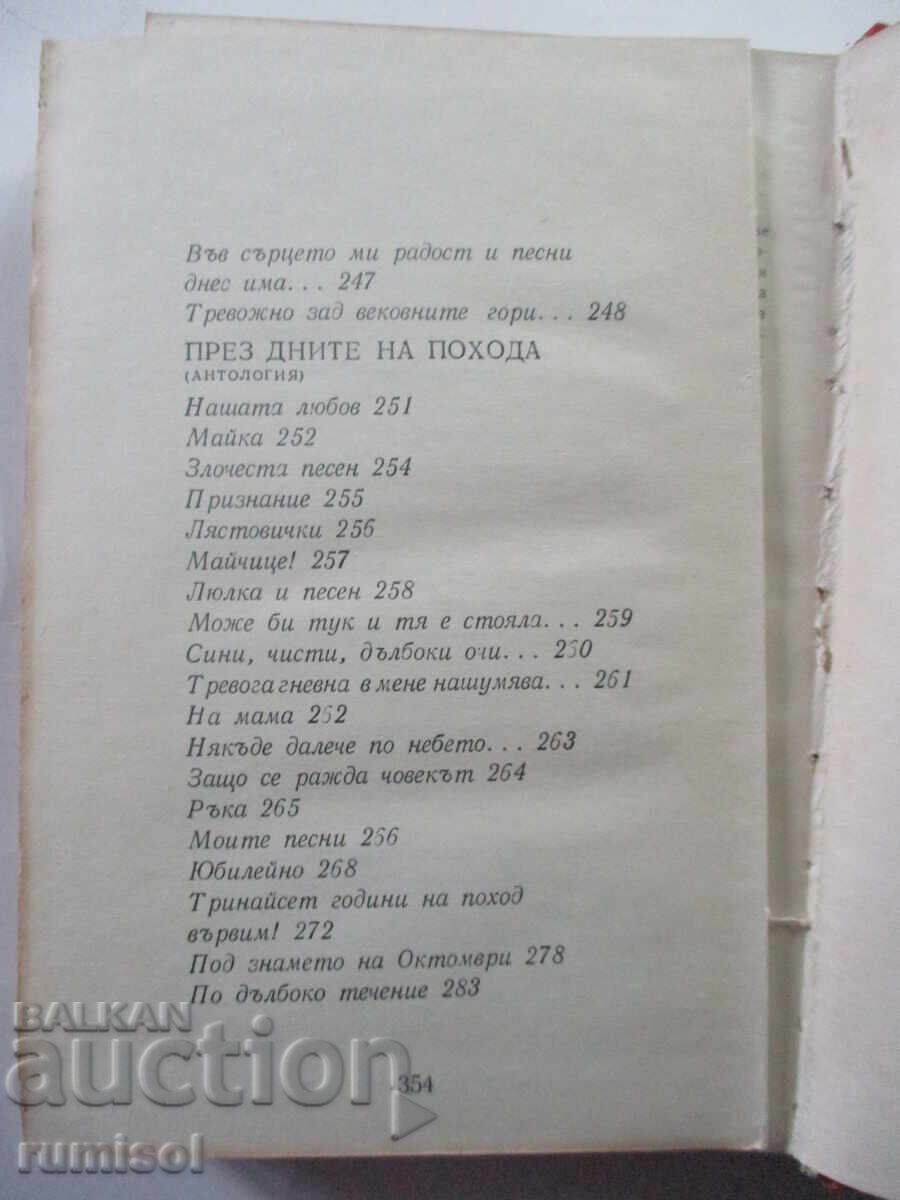 Във сърцето ми радост и песни
днес има. . . 247
Тревожно зад вековните гори. . . 248
ПРЕЗ ДНИТЕ НА ПОХОДА
(АНТОЛОГИЯ)
Нашата любов 251
Майка 252
Злочеста песен 254
Признание 255
Лястовички 256
Майчице! 257
Люлка и песен 258
Може би тук и тя е стояла. . . 259
Сини, чисти, дълбоки очи. . . 260
Тревога гневна в мене нашумява. . . 261
На мама 262
Някъде далече по небето. . . 263
Защо се ражда човекът 264
Ръка 265
Моите песни 266
Юбилейно 268
Тринайсет години на поход
вървим! 272
Под знамето на Октомври 278
По дълбоко течение 283
354
BALKAN
auction
rumisol